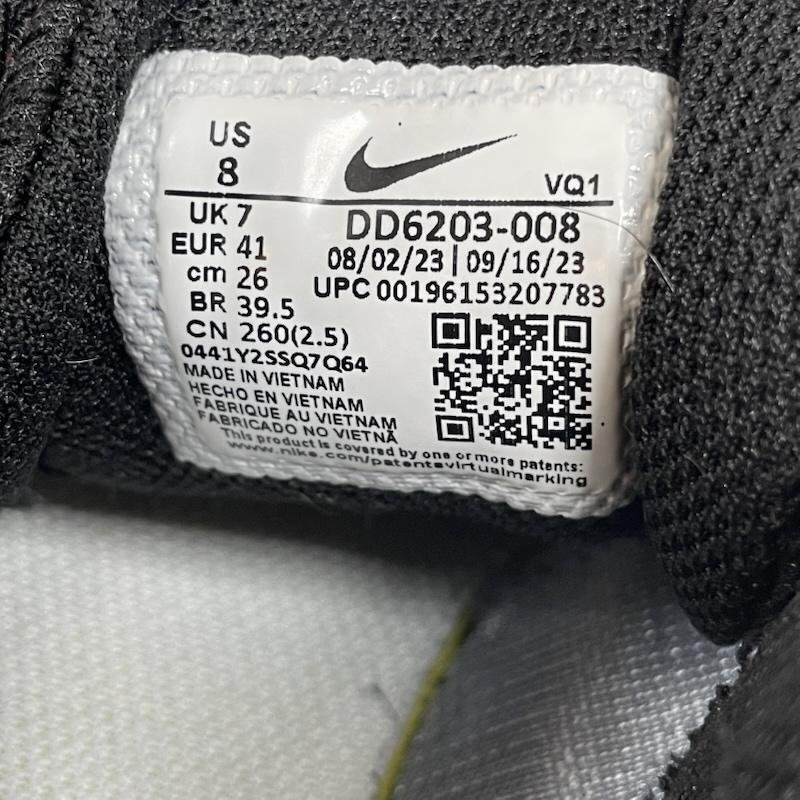 US
8
VQ1
UK 7
EUR 41
cm 26
BR 39.5
CN 260(2.5)
DD6203-008
08/02/23|09/16/23
UPC 00196153207783
0441Y2SSQ7Q64
MADE IN VIETNAM
HECHO EN VIETNAM
FABRIQUE AU VIETNAM
FABRICADO NO VIETNÃ
This product is covered by one or more patents:
www.nike.com/patentsvirtualmarking